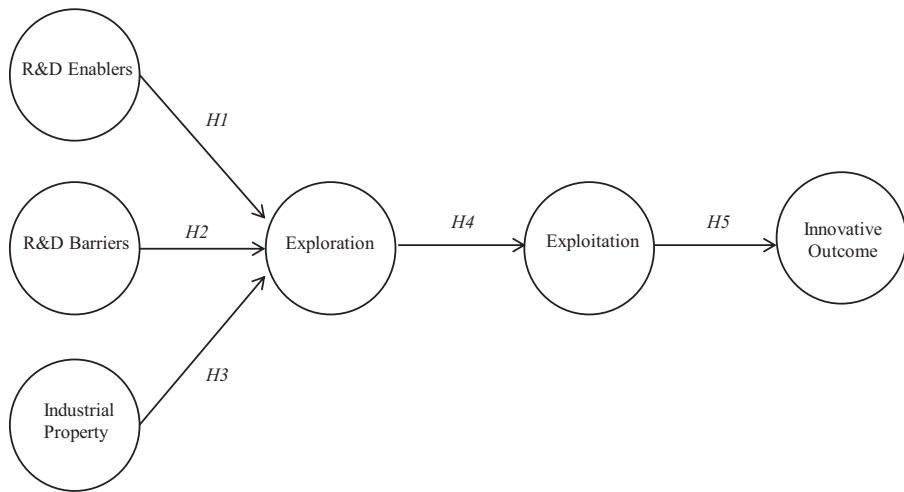 R&D Enablers
H1
R&D Barriers
H2
Exploration
H4
Exploitation
H5
Innovative
Outcome
H3
Industrial
Property